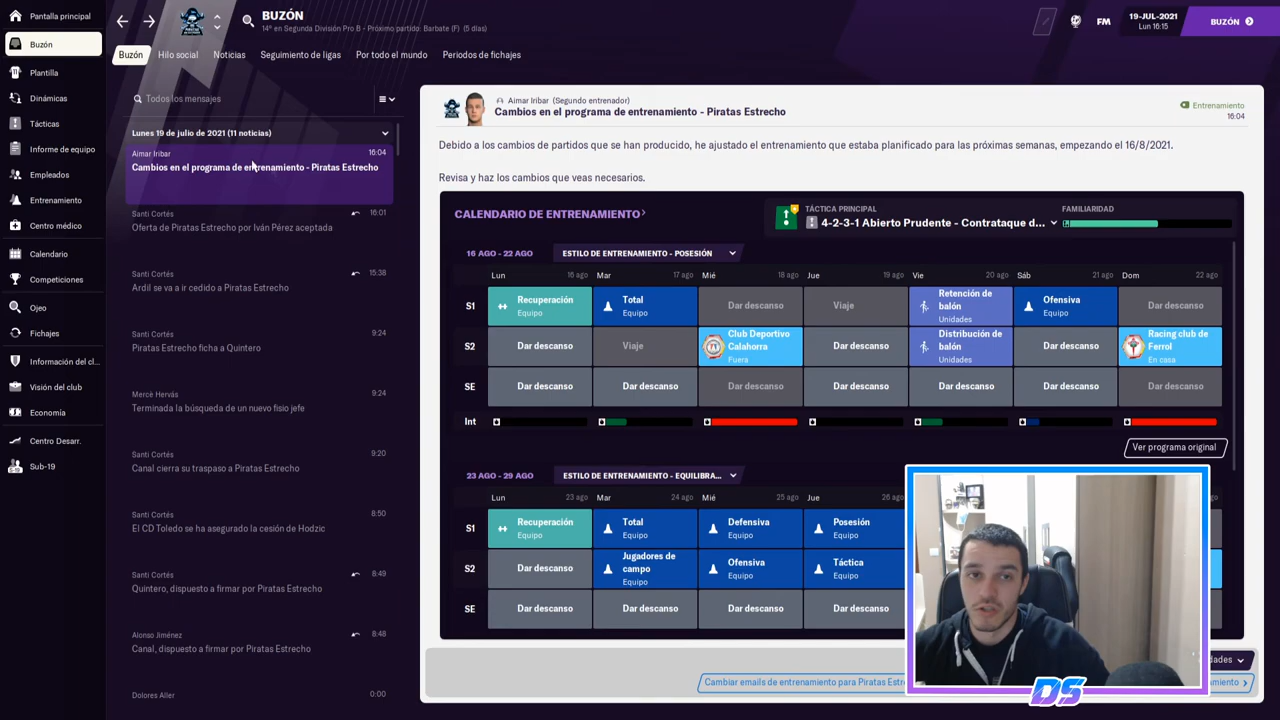 Pantalla principal
Buzón
Plantilla
Dinámicas
Tácticas
Informe de equipo
Empleados
Entrenamiento
Centro médico
Calendario
Competiciones
Ojeo
Fichajes
Información del cl...
Visión del club
Economía
Centro Desarr.
Sub-19
BUZÓN
14º en Segunda División Pro B - Próximo partido: Barbate (F) (5 días)
FM
19-JUL-2021
Lun 16:15
BUZÓN
Buzón Hilo social Noticias Seguimiento de ligas Por todo el mundo Periodos de fichajes
Todos los mensajes
Lunes 19 de julio de 2021 (11 noticias)
Aimar Iribar 16:04
Cambios en el programa de entrenamiento - Piratas Estrecho
Santi Cortés 16:01
Oferta de Piratas Estrecho por Iván Pérez aceptada
Santi Cortés 15:38
Ardil se va a ir cedido a Piratas Estrecho
Santi Cortés 9:24
Piratas Estrecho ficha a Quintero
Mercè Hervás 9:24
Terminada la búsqueda de un nuevo fisio jefe
Santi Cortés 9:20
Canal cierra su traspaso a Piratas Estrecho
Santi Cortés 8:50
El CD Toledo se ha asegurado la cesión de Hodzic
Santi Cortés 8:49
Quintero, dispuesto a firmar por Piratas Estrecho
Alonso Jiménez 8:48
Canal, dispuesto a firmar por Piratas Estrecho
Dolores Aller 0:00
Aimar Iribar (Segundo entrenador)
Cambios en el programa de entrenamiento - Piratas Estrecho
Entrenamiento
16:04
Debido a los cambios de partidos que se han producido, he ajustado el entrenamiento que estaba planificado para las próximas semanas, empezando el 16/8/2021.
Revisa y haz los cambios que veas necesarios.
CALENDARIO DE ENTRENAMIENTO
TÁCTICA PRINCIPAL
4-2-3-1 Abierto Prudente - Contrataque d...
FAMILIARIDAD
16 AGO - 22 AGO ESTILO DE ENTRENAMIENTO - POSESIÓN
Lun 16 ago Mar 17 ago Mié 18 ago Jue 19 ago Vie 20 ago Sáb 21 ago Dom 22 ago
S1 Recuperación Equipo Total Equipo Dar descanso Viaje Retención de balón Unidades Ofensiva Equipo Dar descanso
S2 Dar descanso Viaje Club Deportivo Calahorra Fuera Dar descanso Distribución de balón Unidades Dar descanso Racing club de Ferrol En casa
SE Dar descanso Dar descanso Dar descanso Dar descanso Dar descanso Dar descanso Dar descanso
Int
Ver programa original
23 AGO - 29 AGO ESTILO DE ENTRENAMIENTO - EQUILIBRA...
Lun 23 ago Mar 24 ago Mié 25 ago Jue 26 ago
S1 Recuperación Equipo Total Equipo Defensiva Equipo Posesión Equipo
S2 Dar descanso Jugadores de campo Equipo Ofensiva Equipo Táctica Equipo
SE Dar descanso Dar descanso Dar descanso Dar descanso
dades
Cambiar emails de entrenamiento para Piratas Estre
amiento
DS